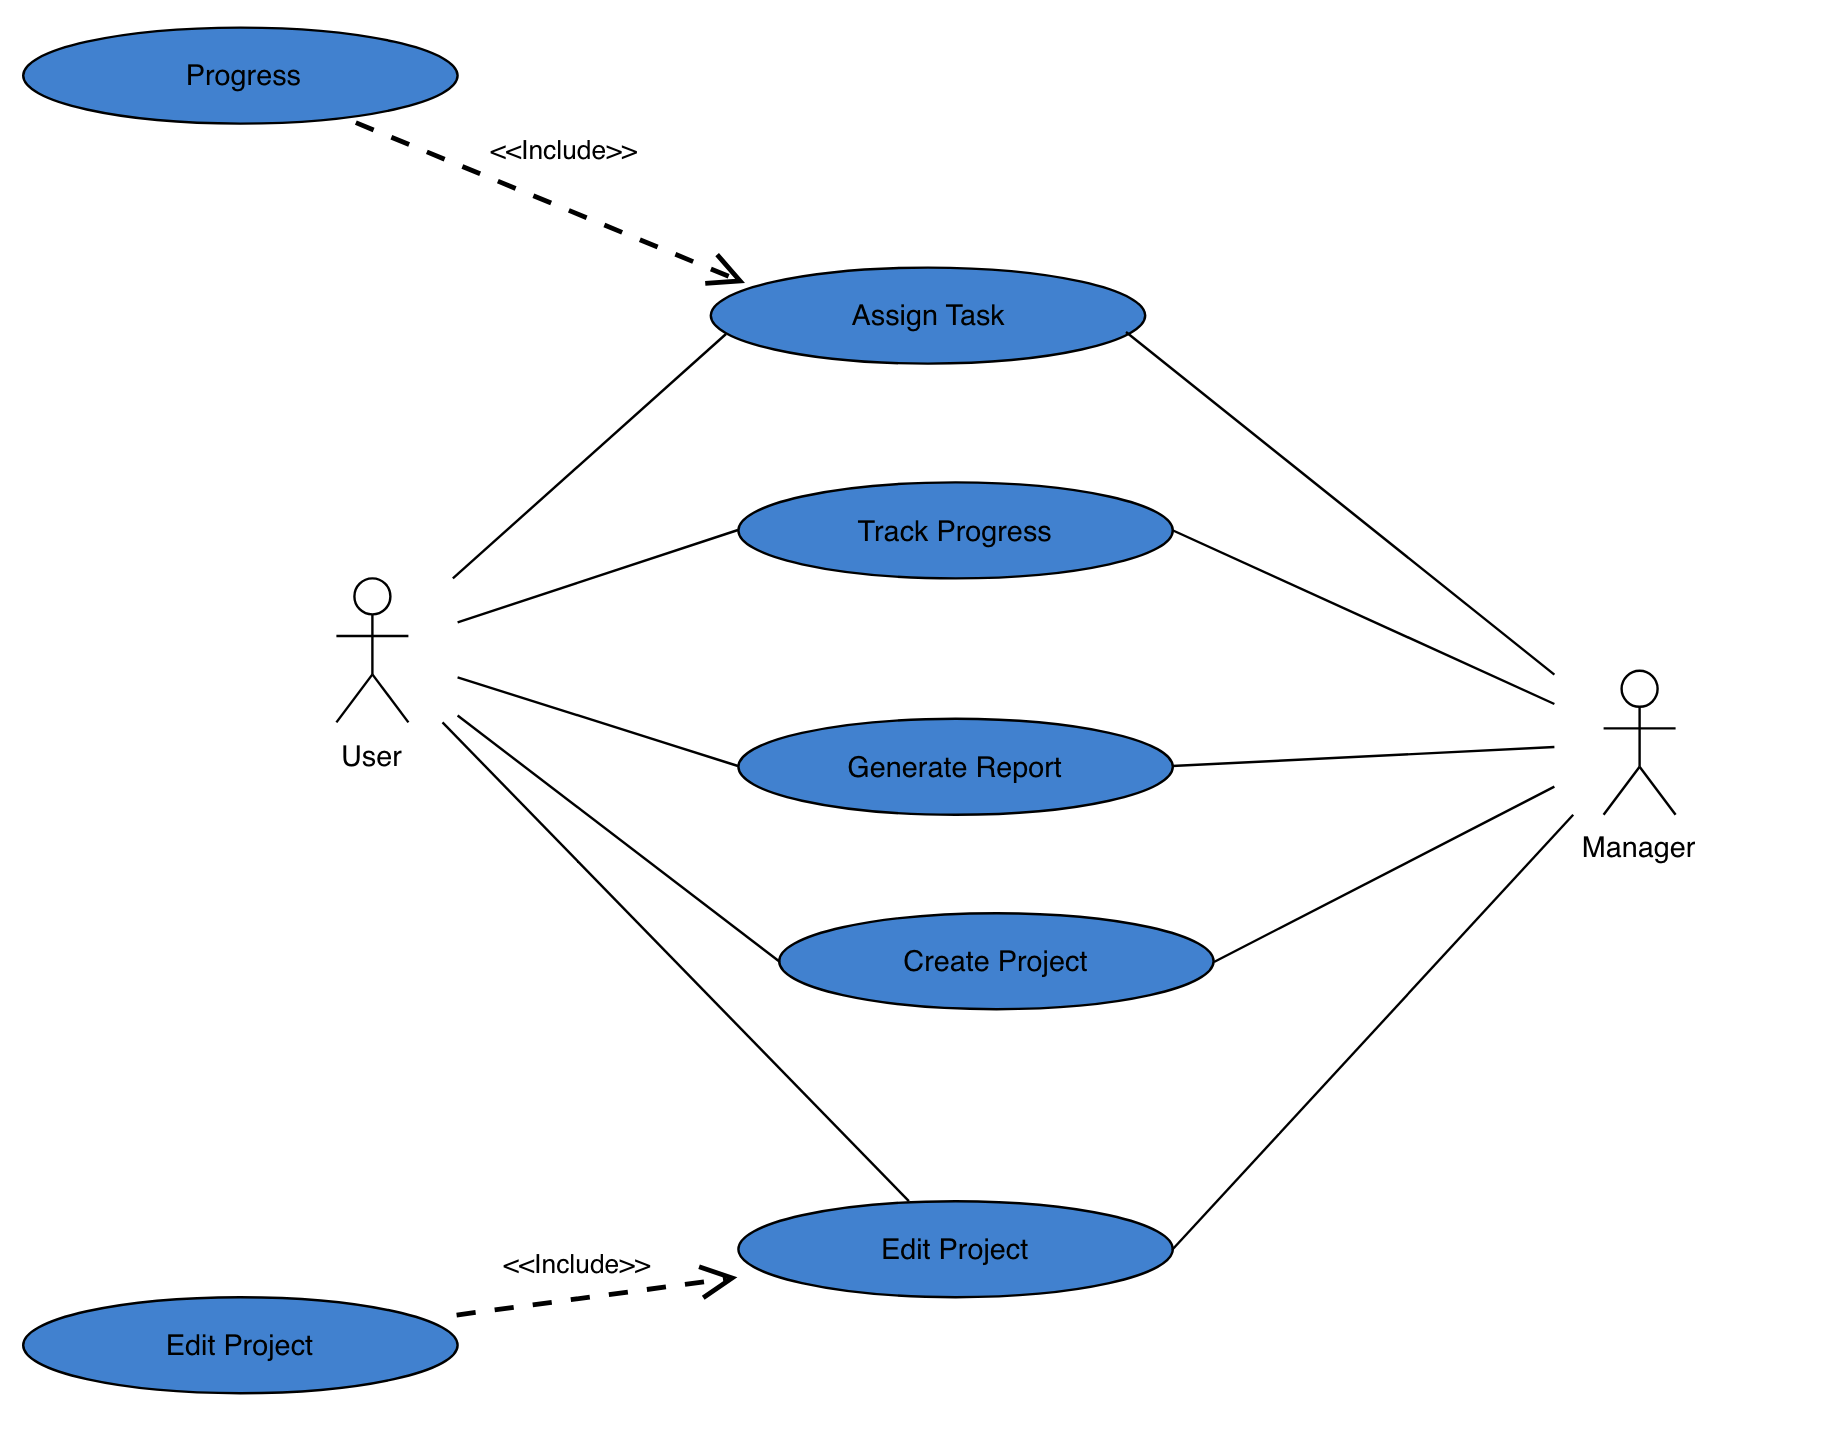 Progress
<<Include>>
Assign Task
Track Progress
User
Generate Report
Manager
Create Project
Edit Project
<<Include>>
Edit Project